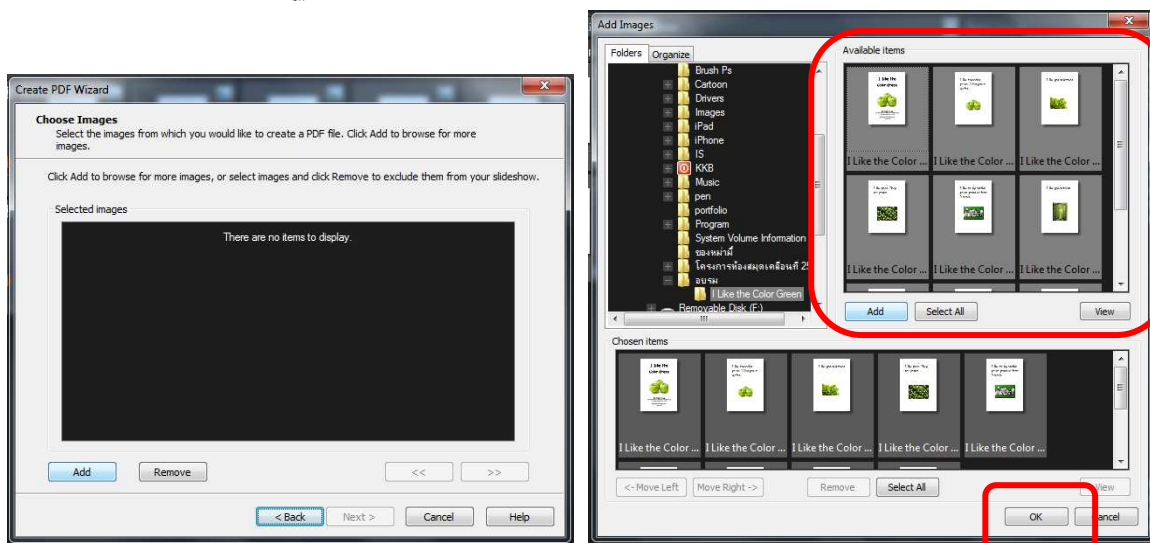 Create PDF Wizard
Choose Images
Select the images from which you would like to create a PDF file. Click Add to browse for more
images.
Click Add to browse for more images, or select images and click Remove to exclude them from your slideshow.
Selected images
There are no items to display.
Add
Remove
<<
>>
< Back
Next >
Cancel
Help
Add Images
Folders
Organize
Brush Ps
Cartoon
Drivers
Images
iPad
iPhone
IS
KKB
Music
pen
portfolio
Program
System Volume Information
ของหม่ามี๊
โครงการห้องสมุดเคลื่อนที่ 25
อบรม
I Like the Color Green
Removable Disk (F:)
Available items
I Like the Color ...
I Like the Color ...
I Like the Color ...
I Like the Color ...
I Like the Color ...
I Like the Color ...
Add
Select All
View
Chosen items
I Like the Color ...
I Like the Color ...
I Like the Color ...
I Like the Color ...
I Like the Color ...
<- Move Left
Move Right ->
Remove
Select All
View
OK
Cancel